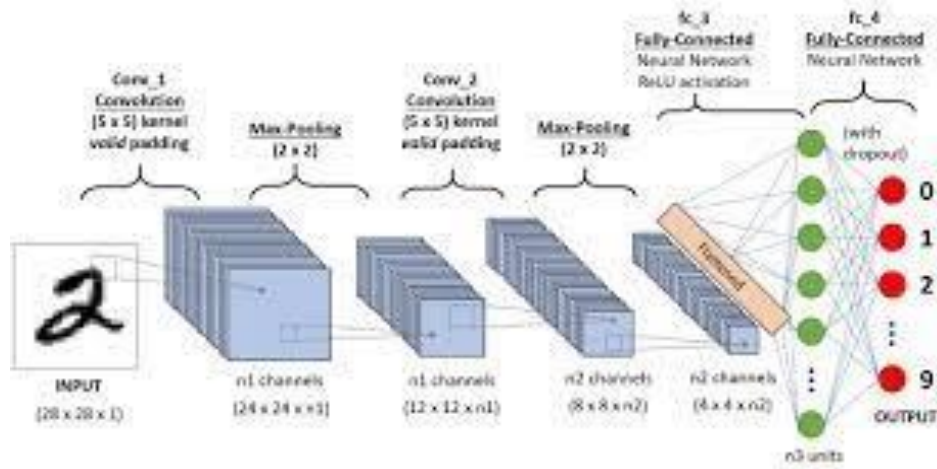 Conv_1
Convolution
(5 x 5) kernel
valid padding
Max-Pooling
(2 x 2)
Conv_2
Convolution
(5 x 5) kernel
valid padding
Max-Pooling
(2 x 2)
fc_3
Fully-Connected
Neural Network
ReLU activation
fc_4
Fully-Connected
Neural Network
(with
dropout)
Flattened
0
1
2
9
2
INPUT
(28 x 28 x 1)
n1 channels
(24 x 24 x n1)
n1 channels
(12 x 12 x n1)
n2 channels
(8 x 8 x n2)
n2 channels
(4 x 4 x n2)
n3 units
OUTPUT